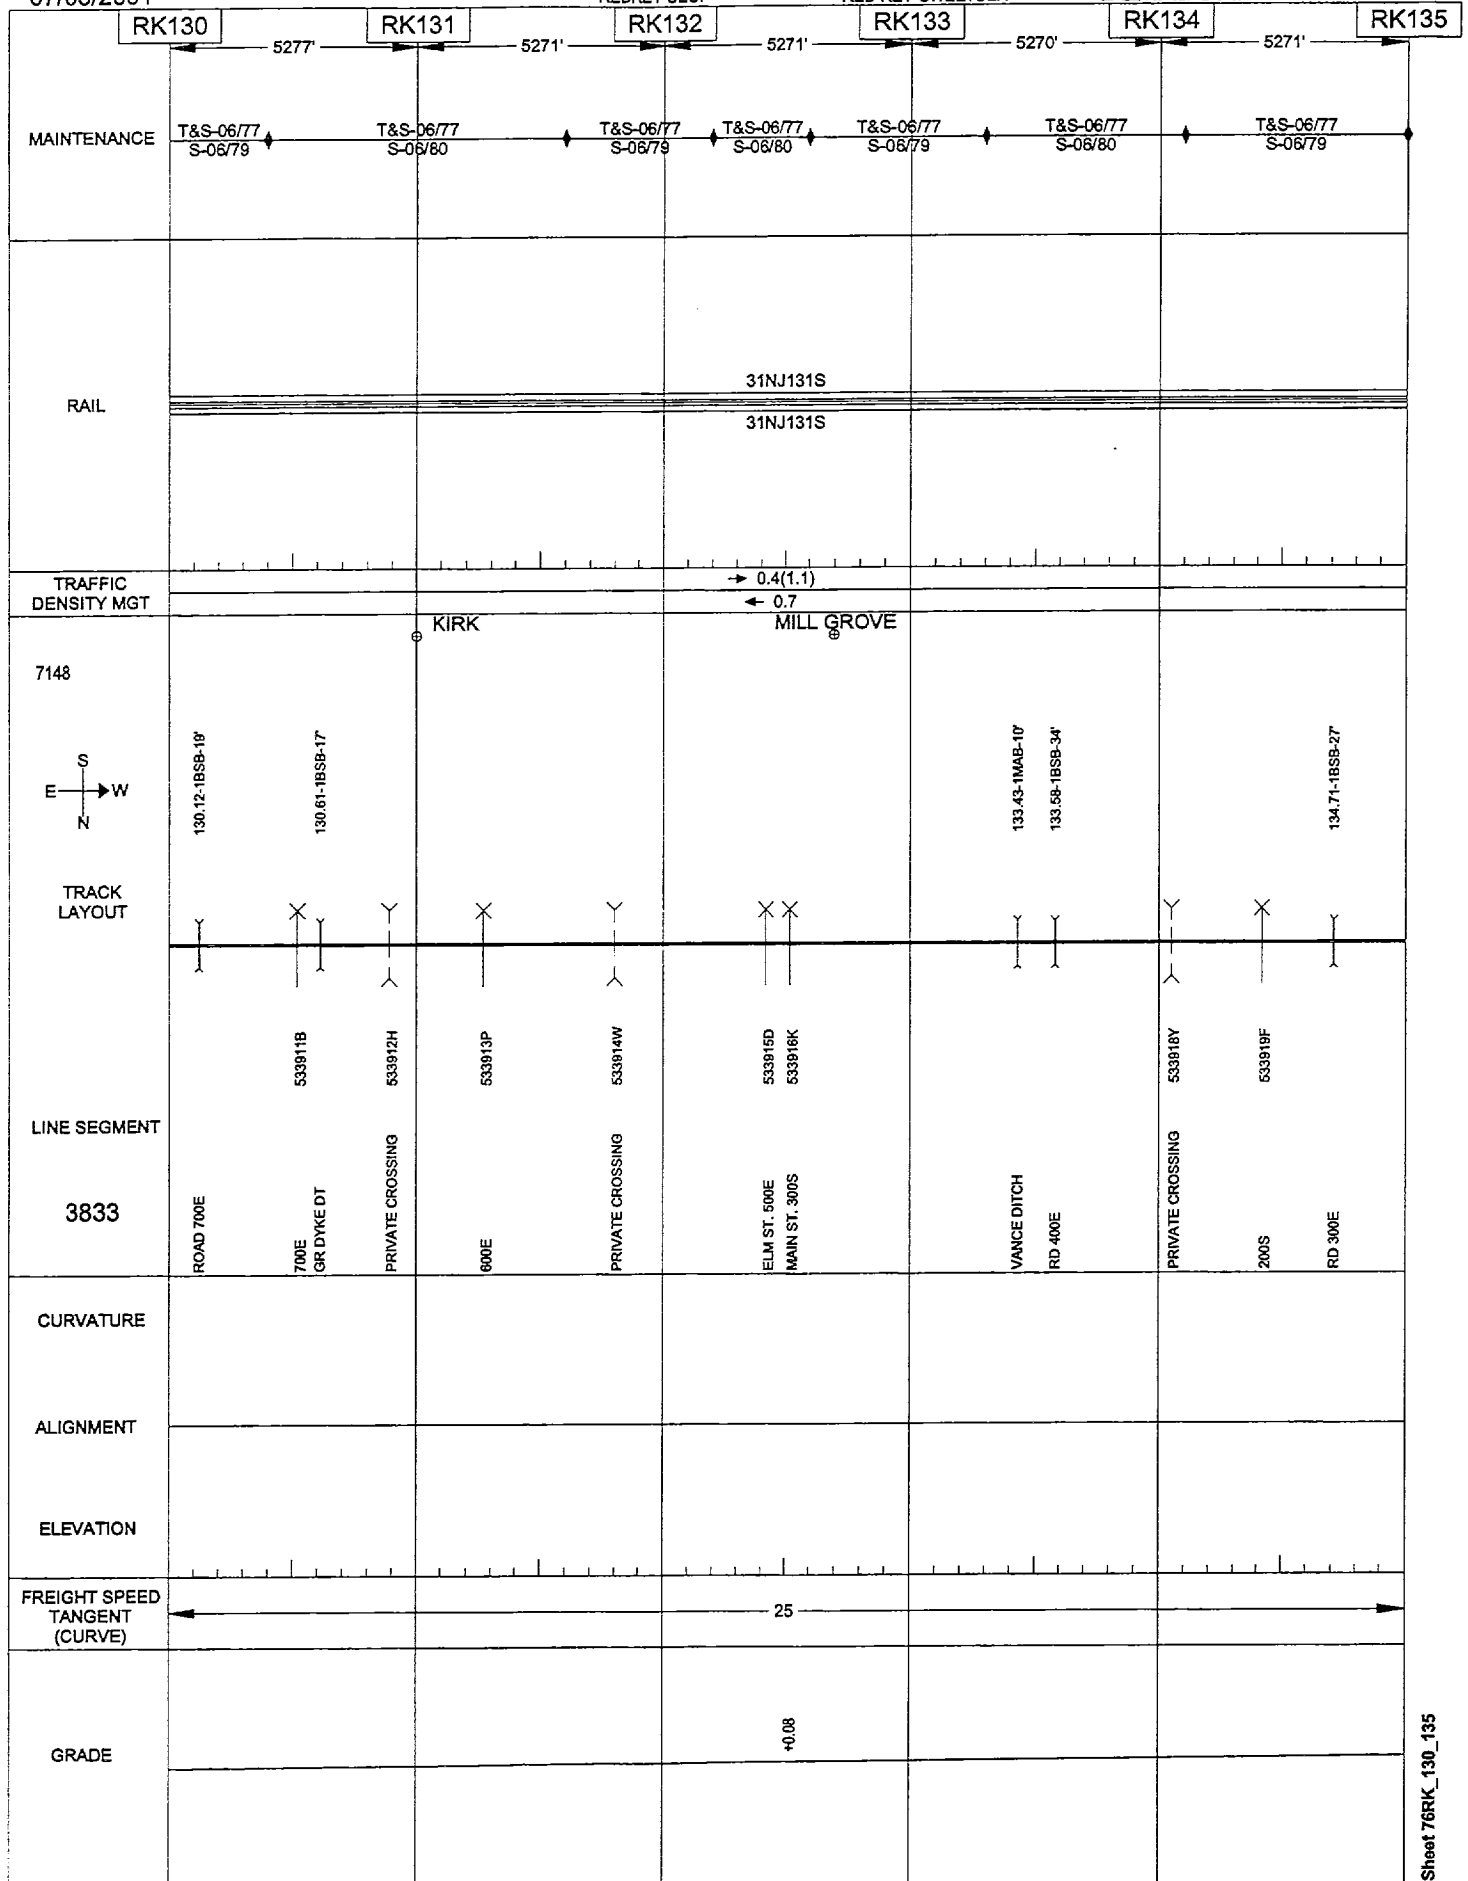 RK130 RK131 RK132 RK133 RK134 RK135
5277' 5271' 5271' 5270' 5271'
MAINTENANCE
T&S-06/77 T&S-06/77 T&S-06/77 T&S-06/77 T&S-06/77 T&S-06/77 T&S-06/77
S-06/79 S-06/80 S-06/79 S-06/80 S-06/79 S-06/80 S-06/79
31NJ131S
RAIL
31NJ131S
TRAFFIC
DENSITY MGT
→ 0.4(1.1)
← 0.7
KIRK
MILL GROVE
7148
S
E W
N
130.12-1BSB-19'
130.61-1BSB-17'
133.43-1MAB-10'
133.58-1BSB-34'
134.71-1BSB-27'
TRACK
LAYOUT
533911B
533912H
533913P
533914W
533915D
533916K
533918Y
533919F
LINE SEGMENT
3833
ROAD 700E
700E
GR DYKE DT
PRIVATE CROSSING
600E
PRIVATE CROSSING
ELM ST. 500E
MAIN ST. 300S
VANCE DITCH
RD 400E
PRIVATE CROSSING
200S
RD 300E
CURVATURE
ALIGNMENT
ELEVATION
FREIGHT SPEED
TANGENT
(CURVE)
25
GRADE
+0.08
Sheet 76RK_130_135